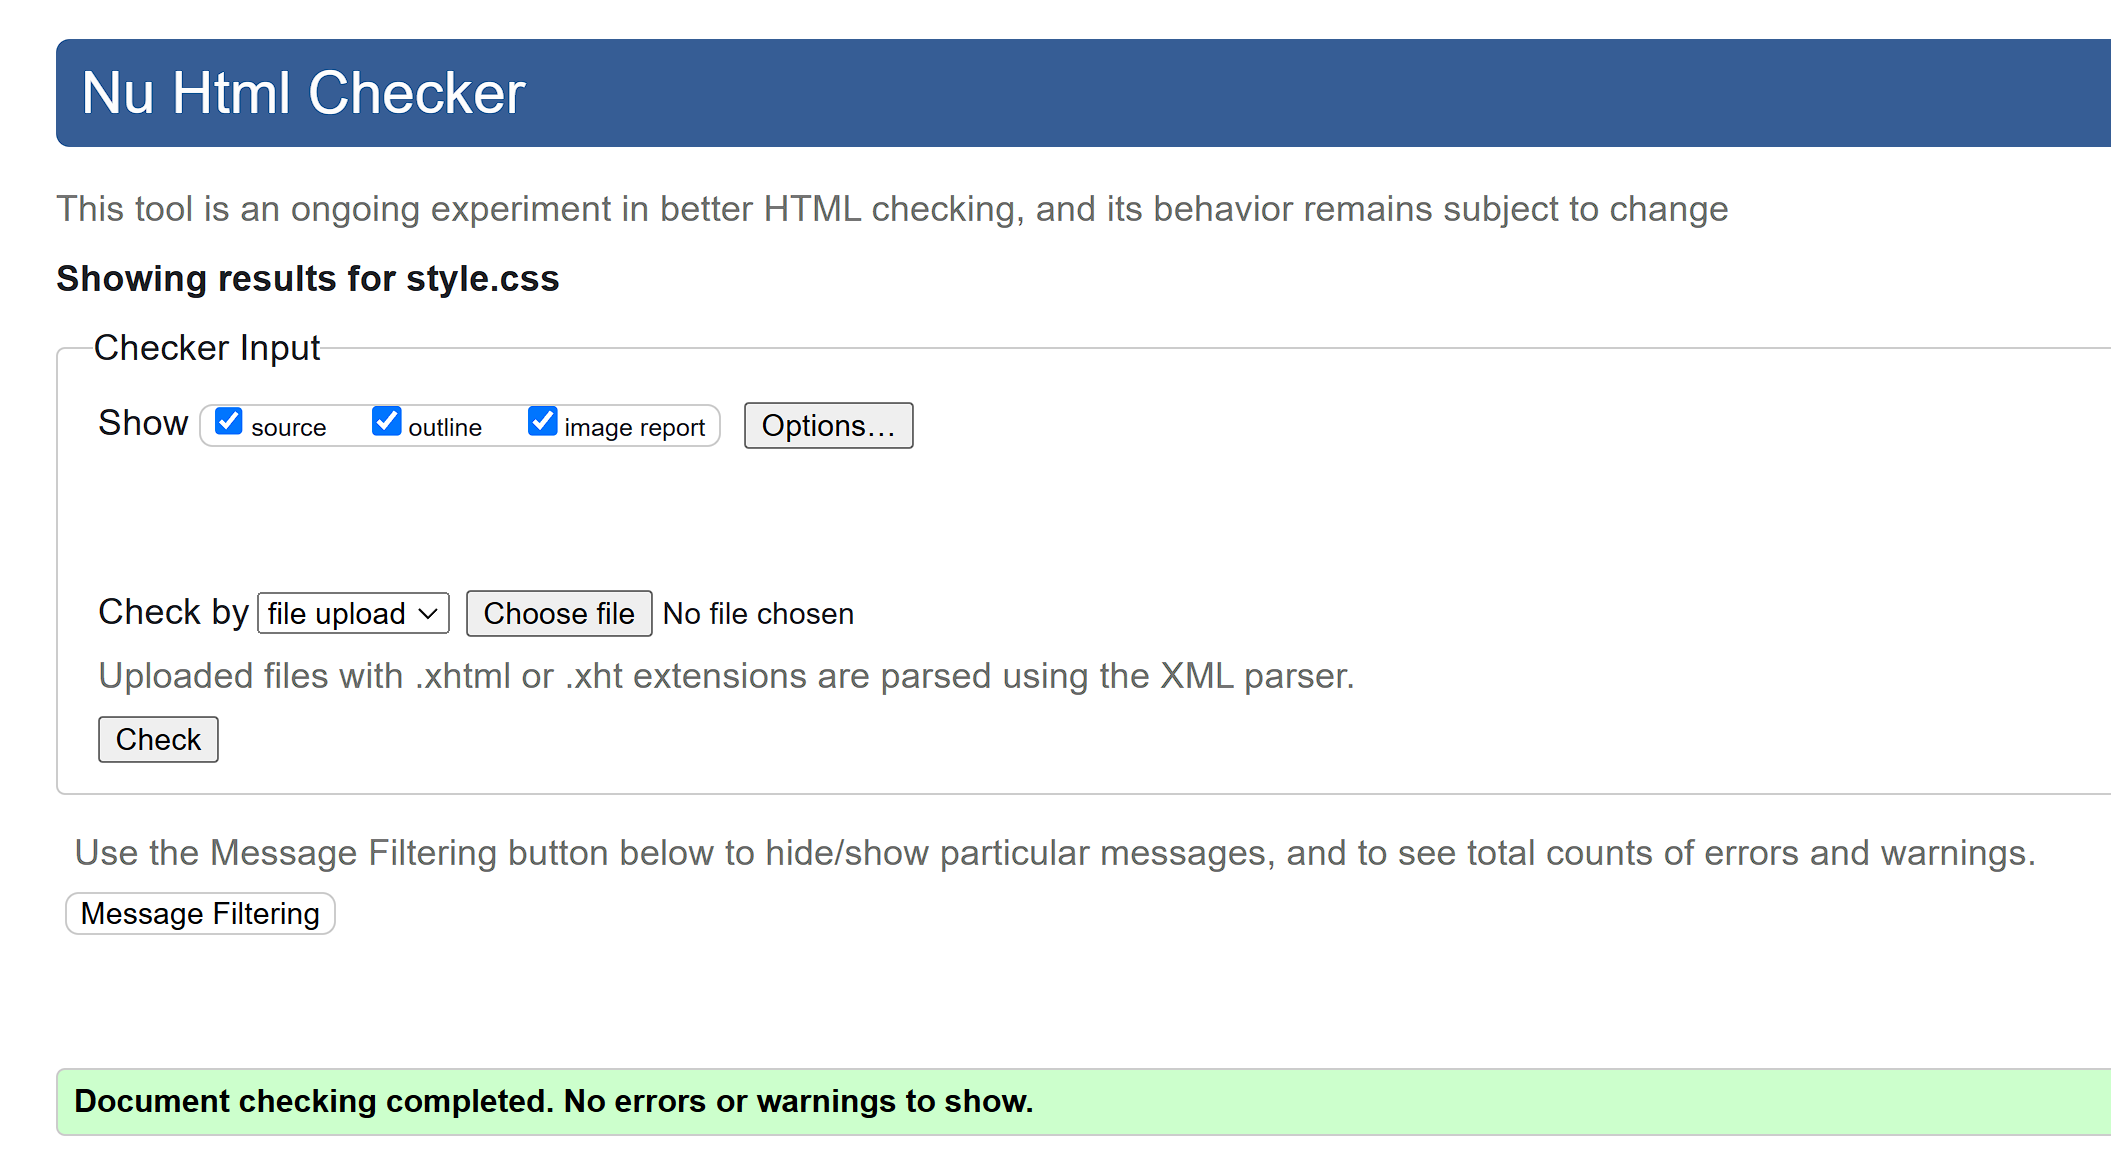 Nu Html Checker
This tool is an ongoing experiment in better HTML checking, and its behavior remains subject to change
Showing results for style.css
Checker Input
Show source outline image report Options…
Check by file upload Choose file No file chosen
Uploaded files with .xhtml or .xht extensions are parsed using the XML parser.
Check
Use the Message Filtering button below to hide/show particular messages, and to see total counts of errors and warnings.
Message Filtering
Document checking completed. No errors or warnings to show.